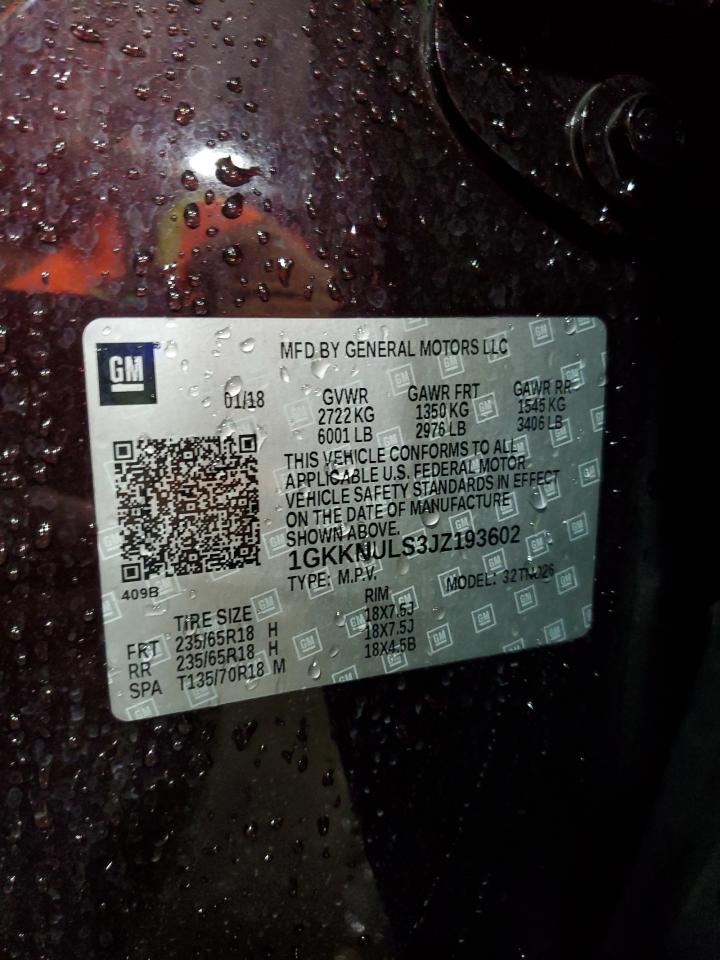 GM
MFD BY GENERAL MOTORS LLC
01/18 GVWR GAWR FRT GAWR RR
2722 KG 1350 KG 1545 KG
6001 LB 2976 LB 3406 LB
THIS VEHICLE CONFORMS TO ALL
APPLICABLE U.S. FEDERAL MOTOR
VEHICLE SAFETY STANDARDS IN EFFECT
ON THE DATE OF MANUFACTURE
SHOWN ABOVE.
1GKKNULS3JZ193602
TYPE: M.P.V. MODEL: 32TN026
409B
TIRE SIZE RIM
FRT 235/65R18 H 18X7.5J
RR 235/65R18 H 18X7.5J
SPA T135/70R18 M 18X4.5B